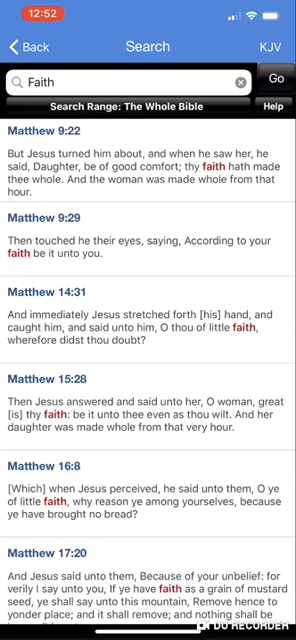 12:52
Back
Search
KJV
Faith
Go
Search Range: The Whole Bible
Help
Matthew 9:22
But Jesus turned him about, and when he saw her, he
said, Daughter, be of good comfort; thy faith hath made
thee whole. And the woman was made whole from that
hour.
Matthew 9:29
Then touched he their eyes, saying, According to your
faith be it unto you.
Matthew 14:31
And immediately Jesus stretched forth [his] hand, and
caught him, and said unto him, O thou of little faith,
wherefore didst thou doubt?
Matthew 15:28
Then Jesus answered and said unto her, O woman, great
[is] thy faith: be it unto thee even as thou wilt. And her
daughter was made whole from that very hour.
Matthew 16:8
[Which] when Jesus perceived, he said unto them, O ye
of little faith, why reason ye among yourselves, because
ye have brought no bread?
Matthew 17:20
And Jesus said unto them, Because of your unbelief: for
verily I say unto you, If ye have faith as a grain of mustard
seed, ye shall say unto this mountain, Remove hence to
yonder place; and it shall remove; and nothing shall be
DU RECORDER